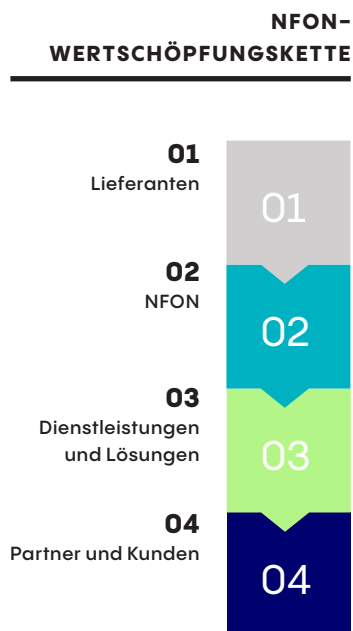 NFON–
WERTSCHÖPFUNGSKETTE
01
Lieferanten
01
02
NFON
02
03
Dienstleistungen
und Lösungen
03
04
Partner und Kunden
04